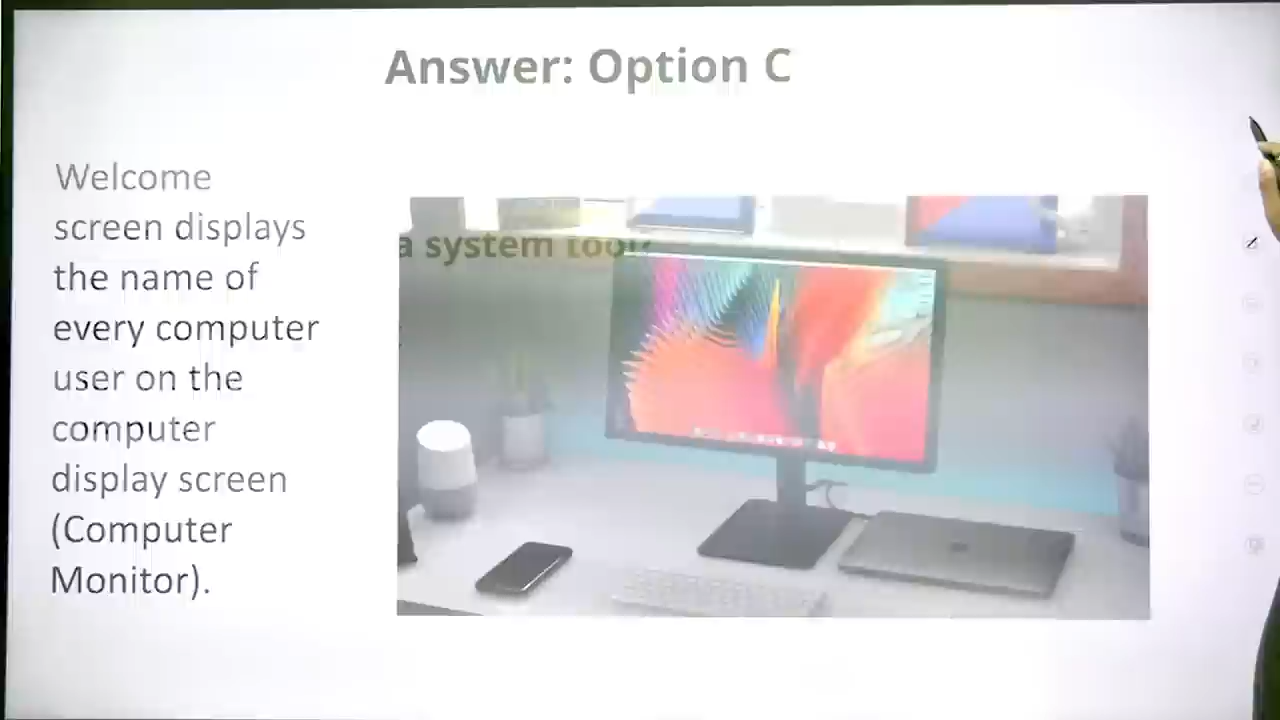 Answer: Option C
Welcome
screen displays
the name of
every computer
user on the
computer
display screen
(Computer
Monitor).
a system tool?